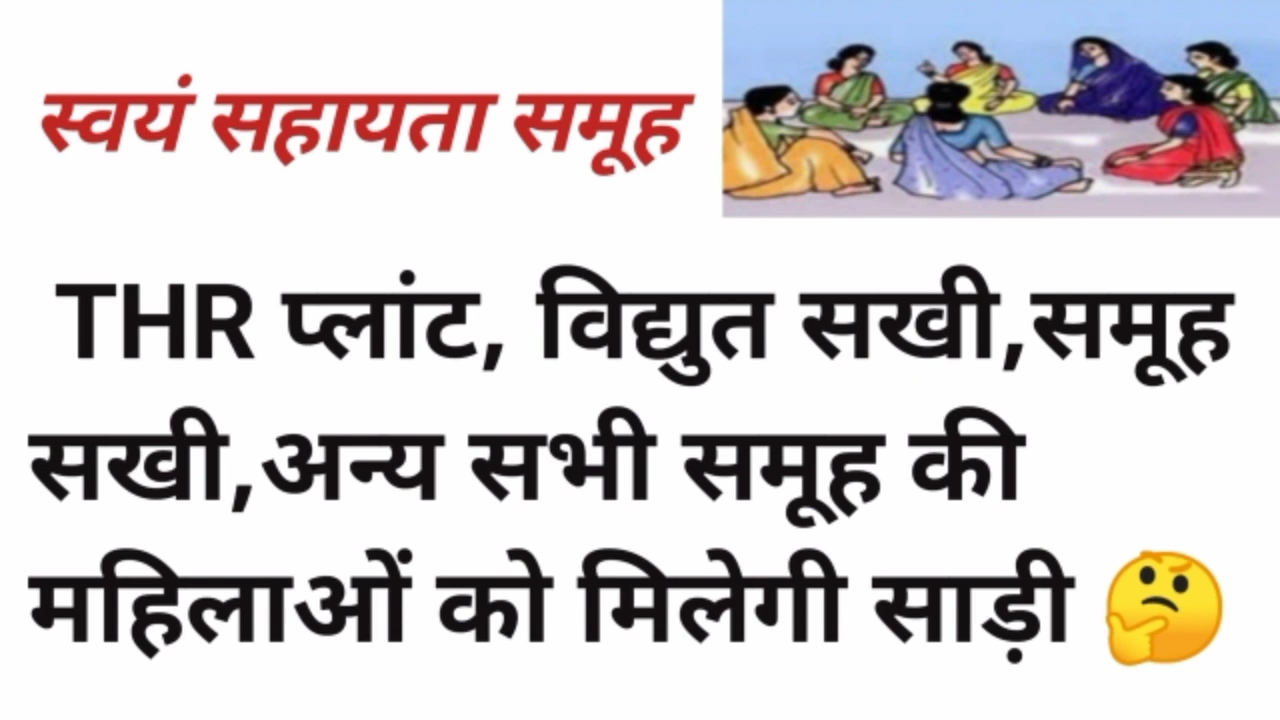 स्वयं सहायता समूह
THR प्लांट, विद्युत सखी,समूह
सखी,अन्य सभी समूह की
महिलाओं को मिलेगी साड़ी 🤔